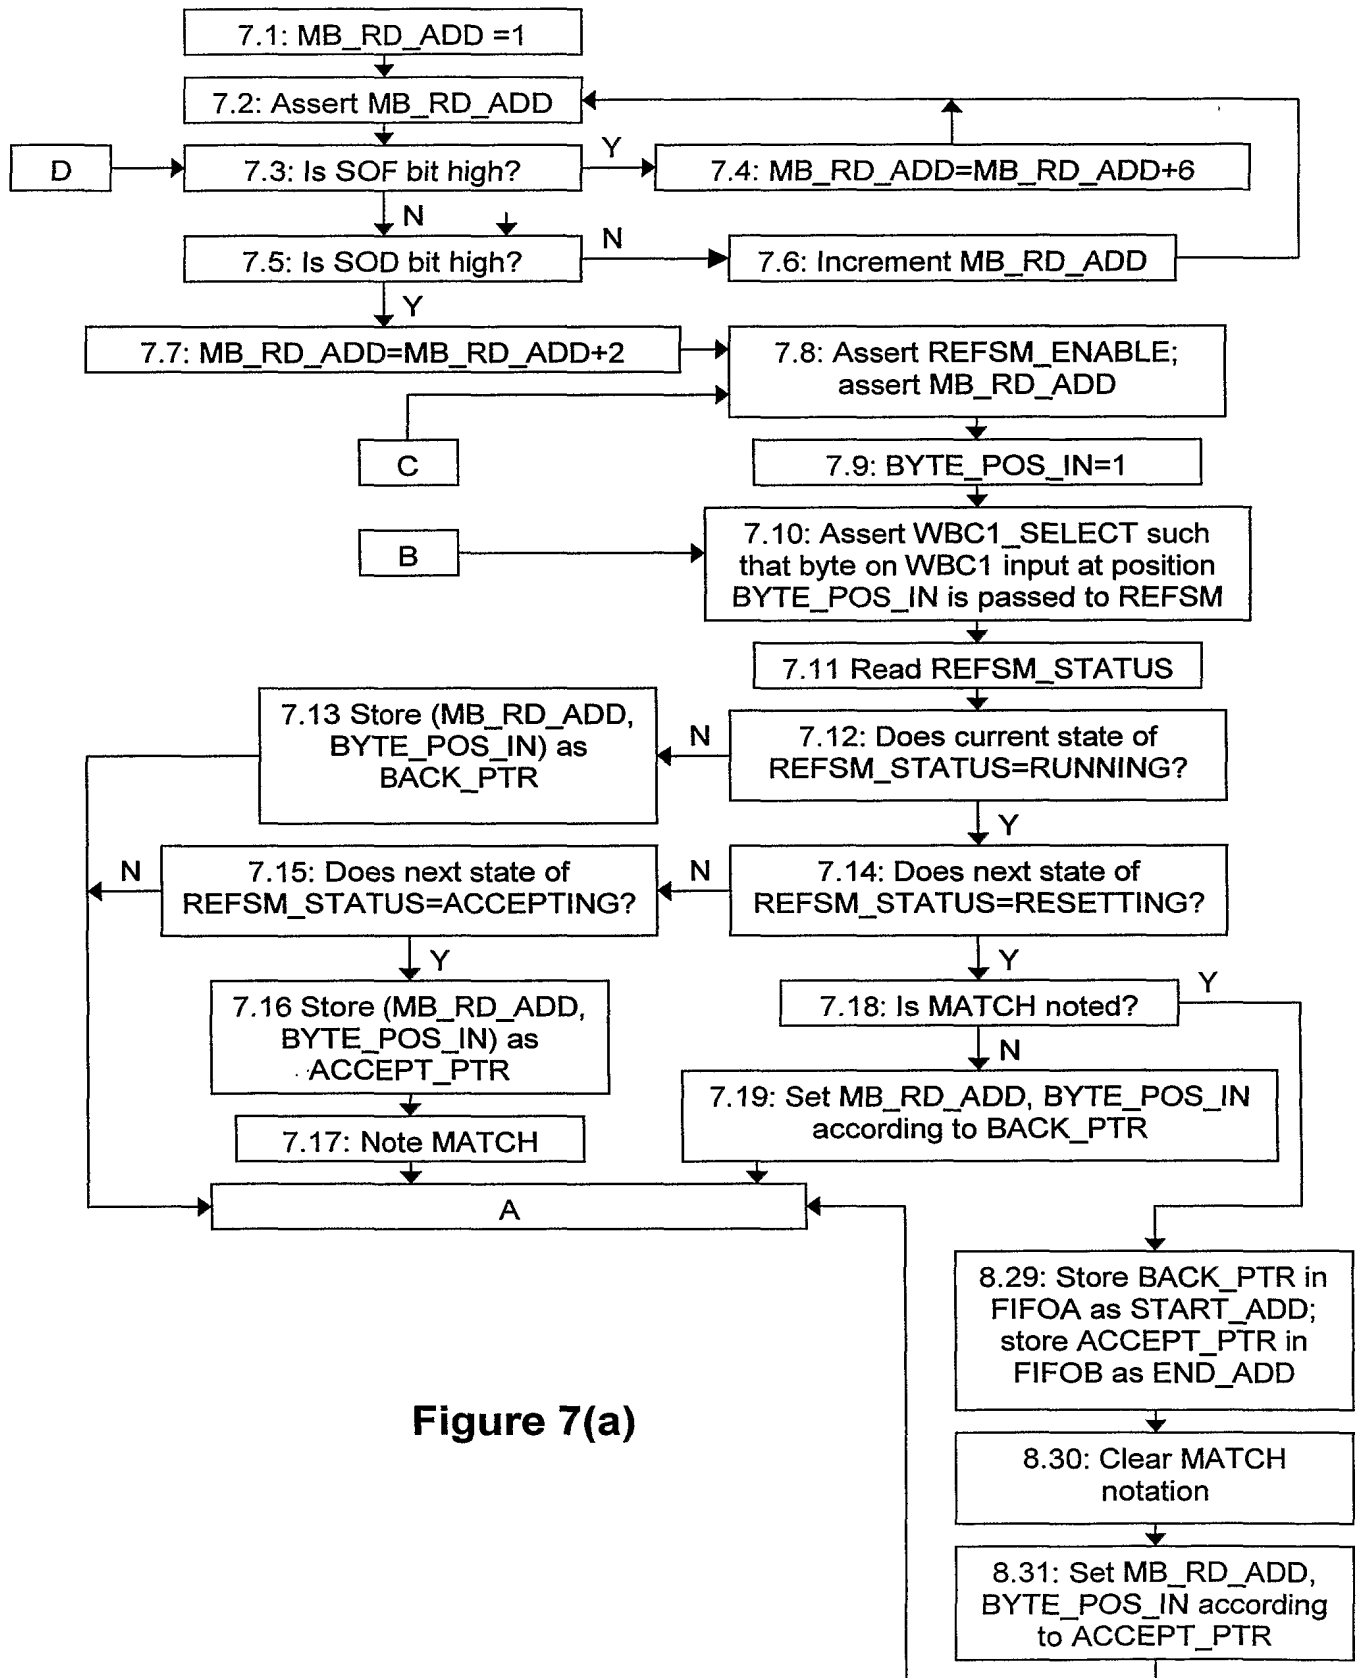 7.1: MB_RD_ADD =1
7.2: Assert MB_RD_ADD
D
7.3: Is SOF bit high?
Y
7.4: MB_RD_ADD=MB_RD_ADD+6
N
7.5: Is SOD bit high?
N
7.6: Increment MB_RD_ADD
Y
7.7: MB_RD_ADD=MB_RD_ADD+2
7.8: Assert REFSM_ENABLE;
assert MB_RD_ADD
C
7.9: BYTE_POS_IN=1
B
7.10: Assert WBC1_SELECT such
that byte on WBC1 input at position
BYTE_POS_IN is passed to REFSM
7.11 Read REFSM_STATUS
7.13 Store (MB_RD_ADD,
BYTE_POS_IN) as
BACK_PTR
N
7.12: Does current state of
REFSM_STATUS=RUNNING?
Y
N
7.15: Does next state of
REFSM_STATUS=ACCEPTING?
N
7.14: Does next state of
REFSM_STATUS=RESETTING?
Y
Y
7.16 Store (MB_RD_ADD,
BYTE_POS_IN) as
ACCEPT_PTR
7.18: Is MATCH noted?
Y
N
7.17: Note MATCH
7.19: Set MB_RD_ADD, BYTE_POS_IN
according to BACK_PTR
A
8.29: Store BACK_PTR in
FIFOA as START_ADD;
store ACCEPT_PTR in
FIFOB as END_ADD
Figure 7(a)
8.30: Clear MATCH
notation
8.31: Set MB_RD_ADD,
BYTE_POS_IN according
to ACCEPT_PTR